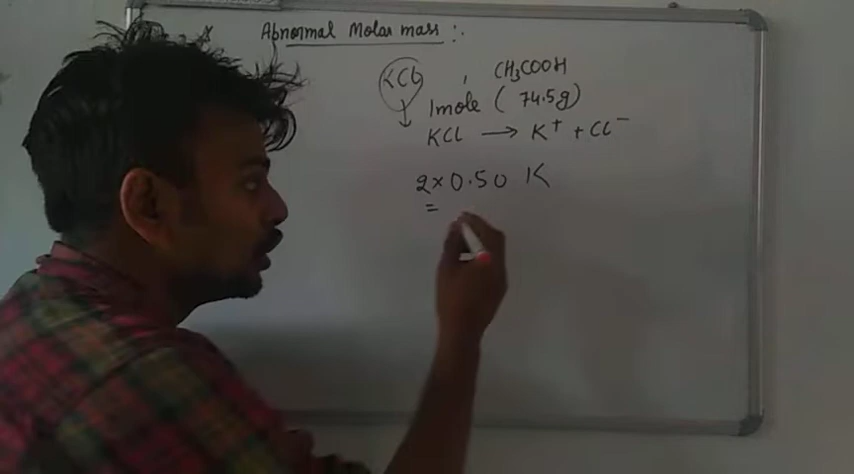 Abnormal Molar mass :.
KCl , CH3COOH
1mole ( 74.5g)
KCl → K+ + Cl−
2 × 0.50 K
=